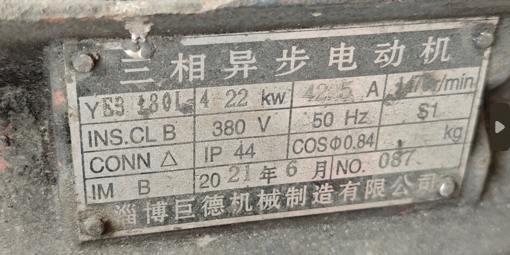 三相异步电动机
YE3 180L-4 22 kw 42.5 A r/min
INS.CL B 380 V 50 Hz S1
CONN △ IP 44 COSΦ0.84 kg
IM B 2021年6月 NO. 087
淄博巨德机械制造有限公司